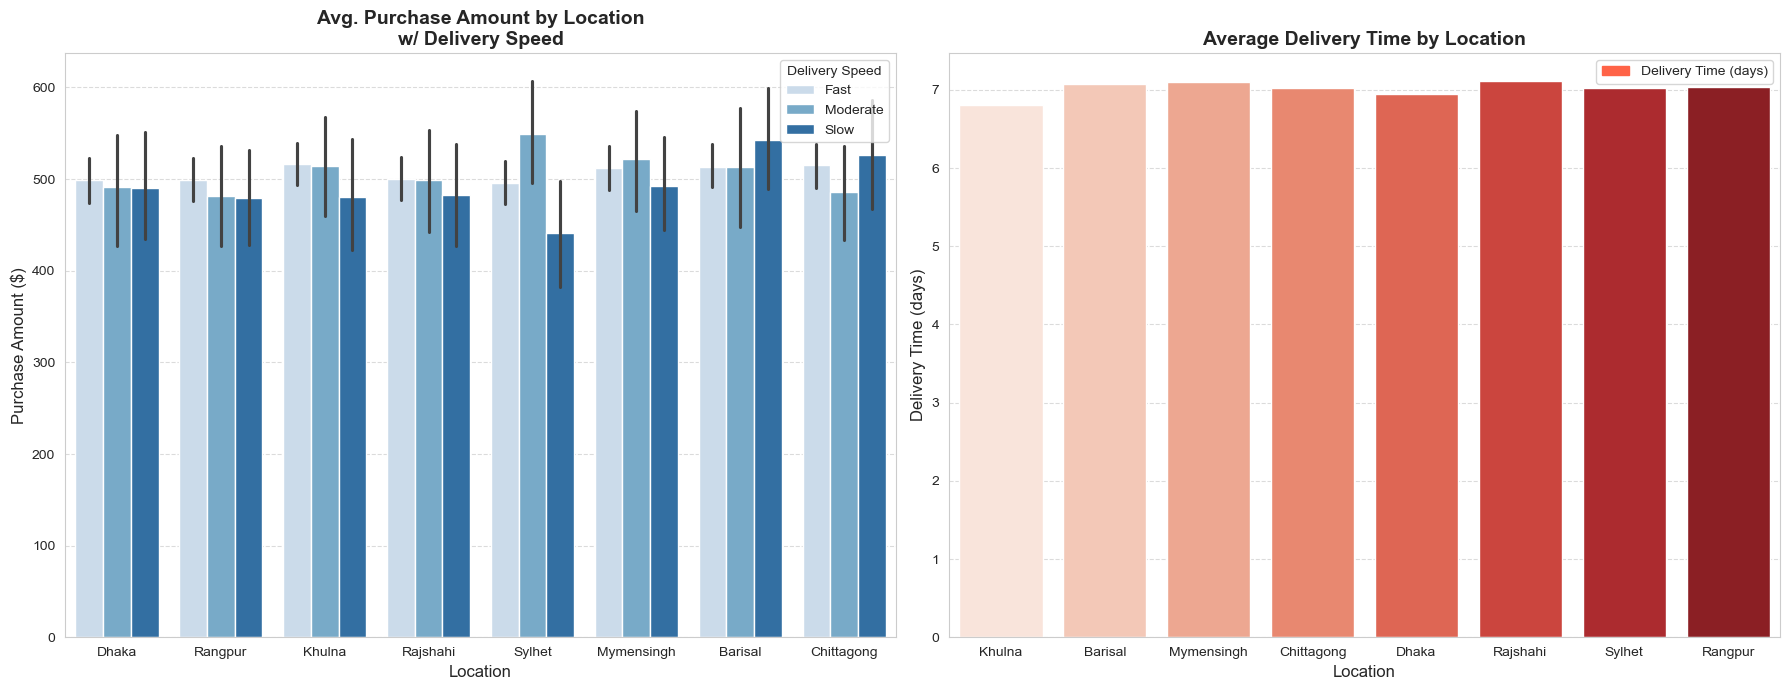 Avg. Purchase Amount by Location
w/ Delivery Speed
Purchase Amount ($)
600
500
400
300
200
100
0
Delivery Speed
Fast
Moderate
Slow
Dhaka Rangpur Khulna Rajshahi Sylhet Mymensingh Barisal Chittagong
Location
Average Delivery Time by Location
Delivery Time (days)
7
6
5
4
3
2
1
0
Delivery Time (days)
Khulna Barisal Mymensingh Chittagong Dhaka Rajshahi Sylhet Rangpur
Location